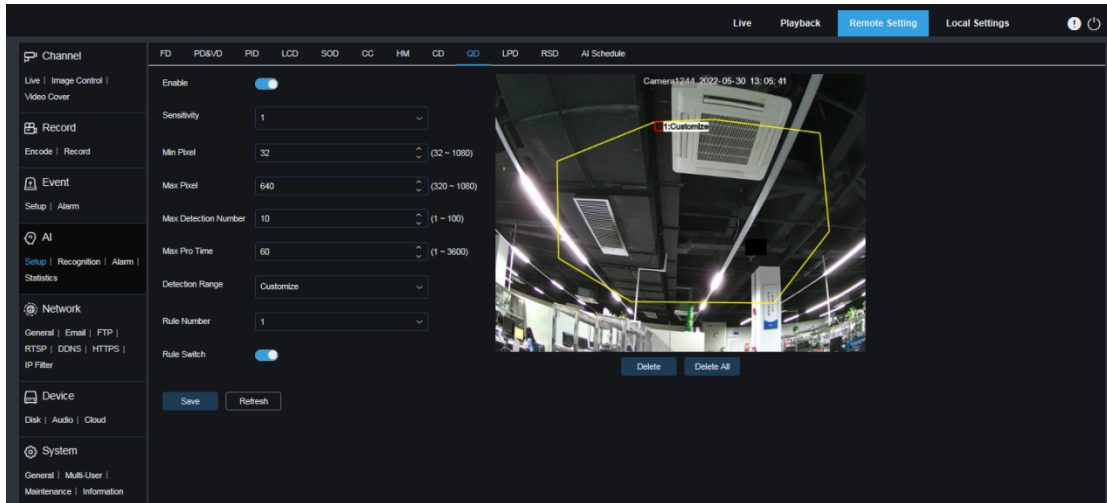 Live Playback Remote Setting Local Settings
Channel
Live | Image Control |
Video Cover
Record
Encode | Record
Event
Setup | Alarm
AI
Setup | Recognition | Alarm |
Statistics
Network
General | Email | FTP |
RTSP | DDNS | HTTPS |
IP Filter
Device
Disk | Audio | Cloud
System
General | Multi-User |
Maintenance | Information
FD PD&VD PID LCD SOD CC HM CD QD LPD RSD AI Schedule
Enable
Sensitivity 1
Min Pixel 32 (32 ~ 1080)
Max Pixel 640 (320 ~ 1080)
Max Detection Number 10 (1 ~ 100)
Max Pro Time 60 (1 ~ 3600)
Detection Range Customize
Rule Number 1
Rule Switch
Save Refresh
Camera1244 2022-05-30 13:05:41
1:Customize
Delete Delete All